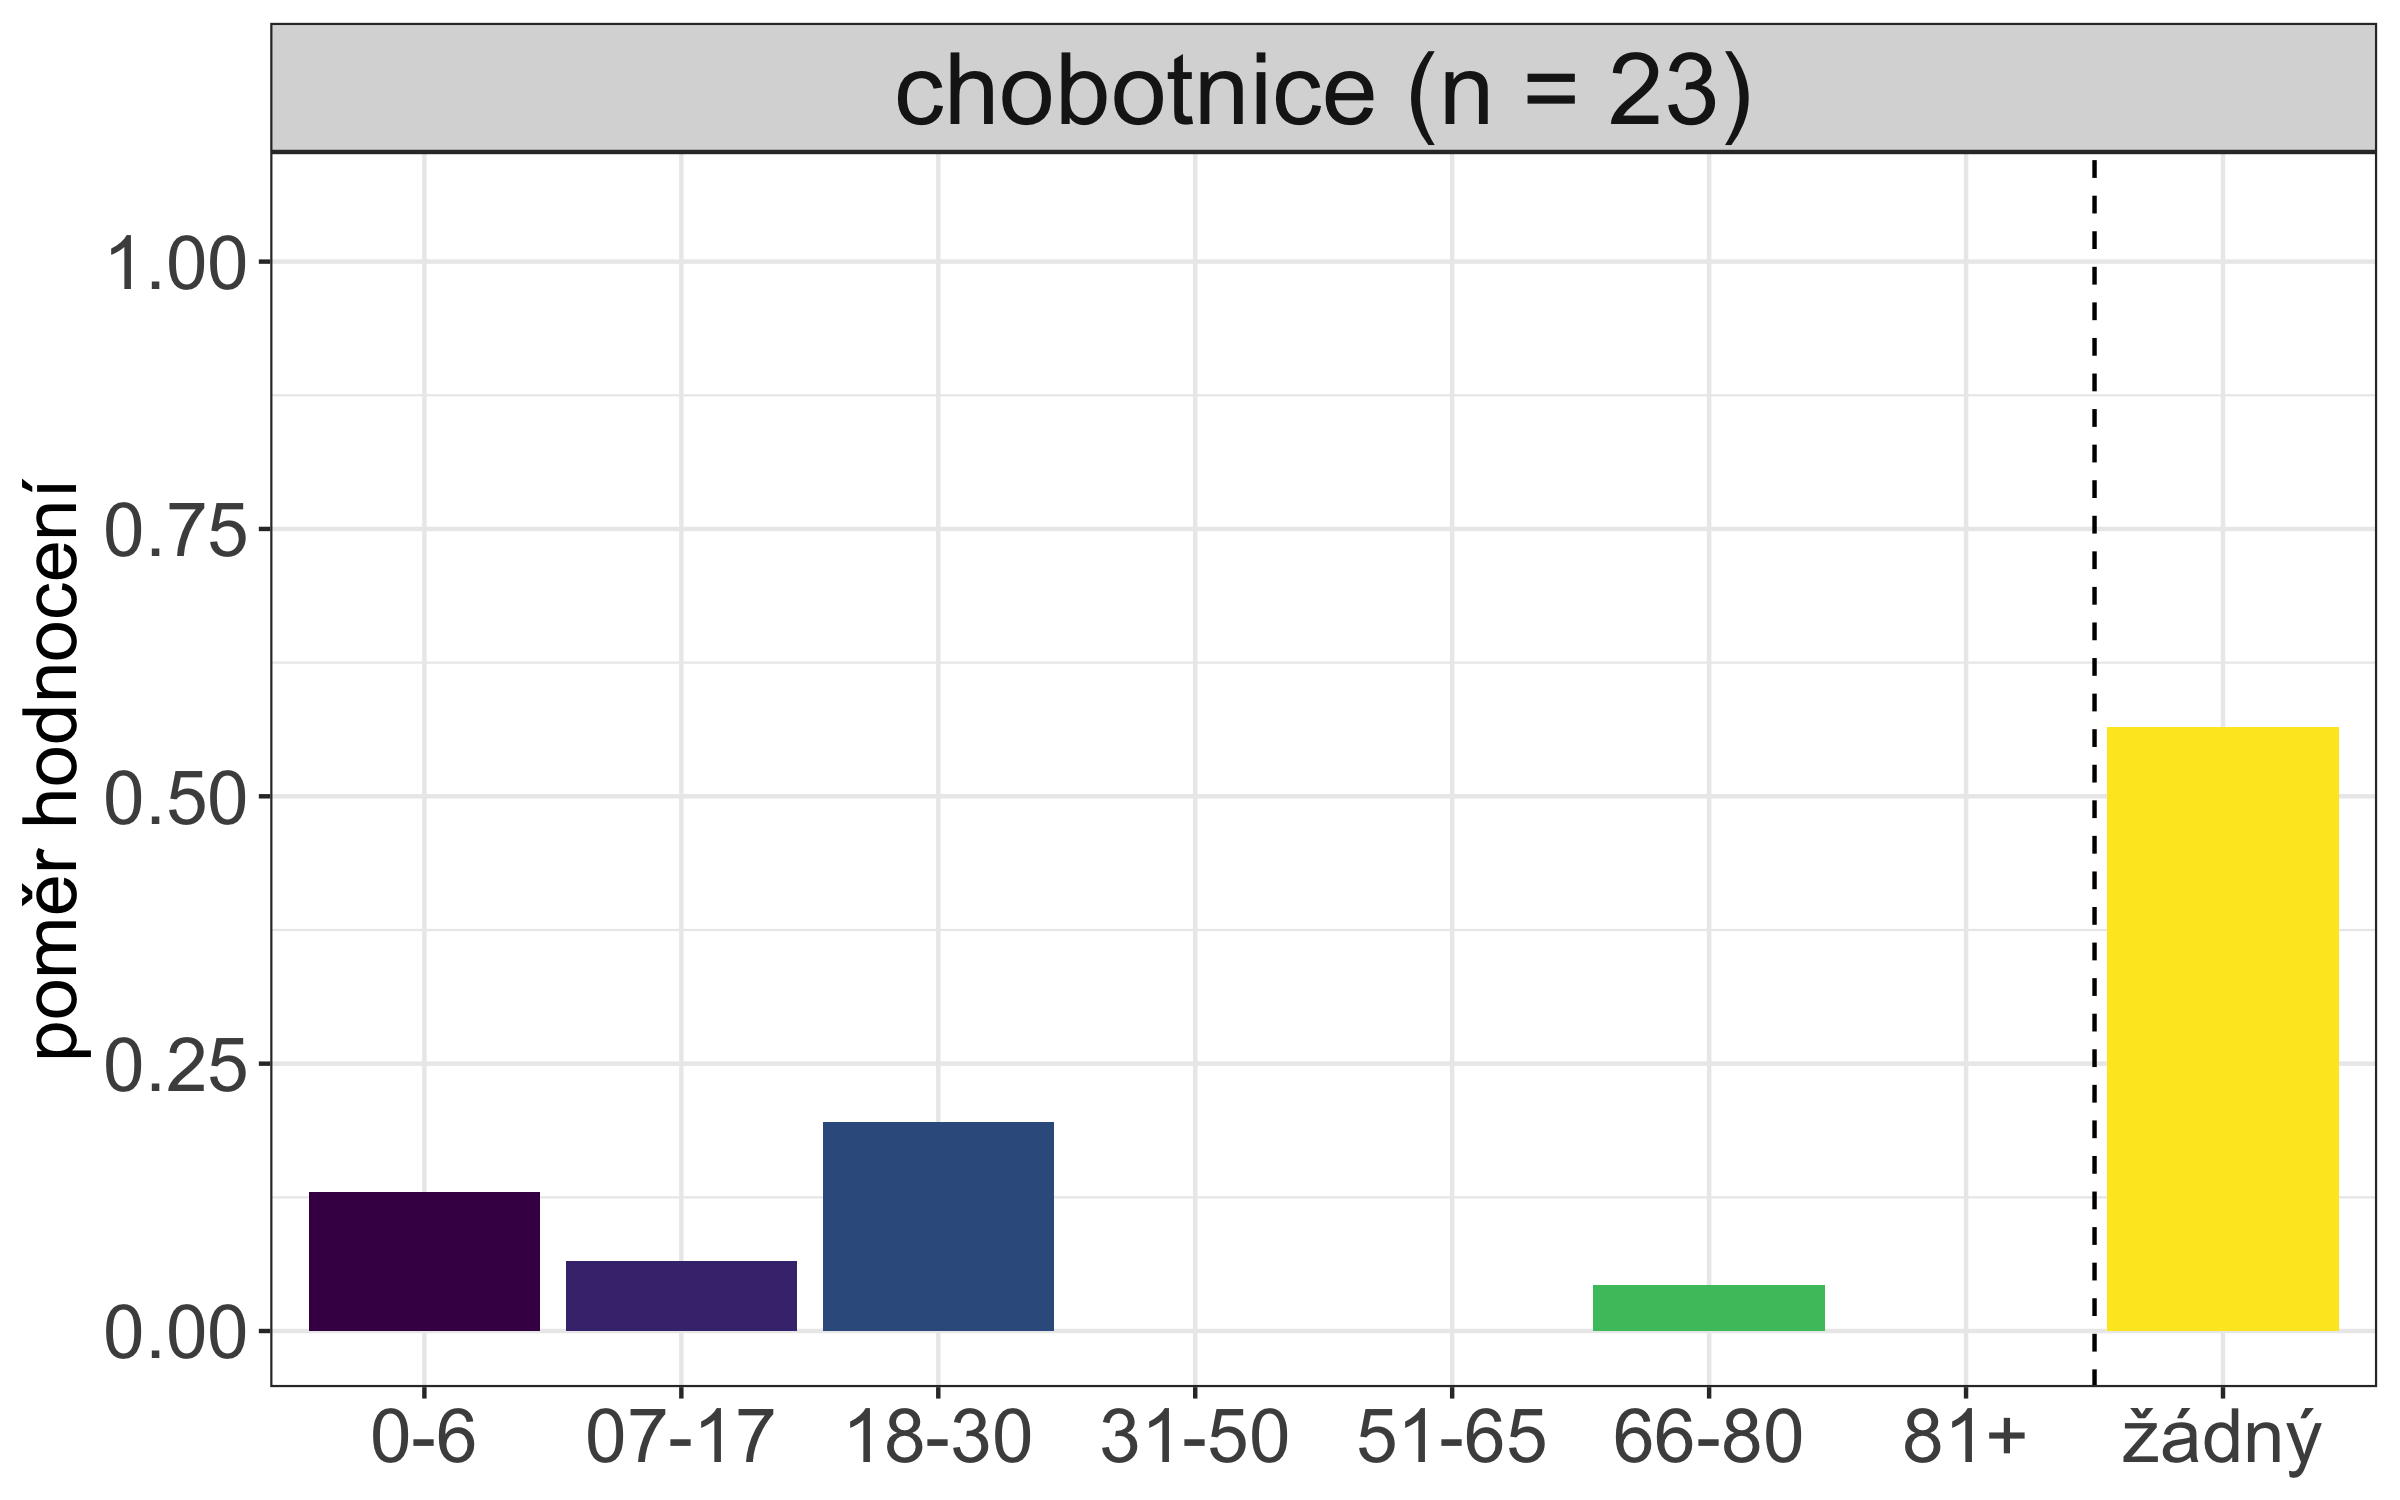 chobotnice (n = 23)
poměr hodnocení
1.00
0.75
0.50
0.25
0.00
0-6 07-17 18-30 31-50 51-65 66-80 81+ žádný